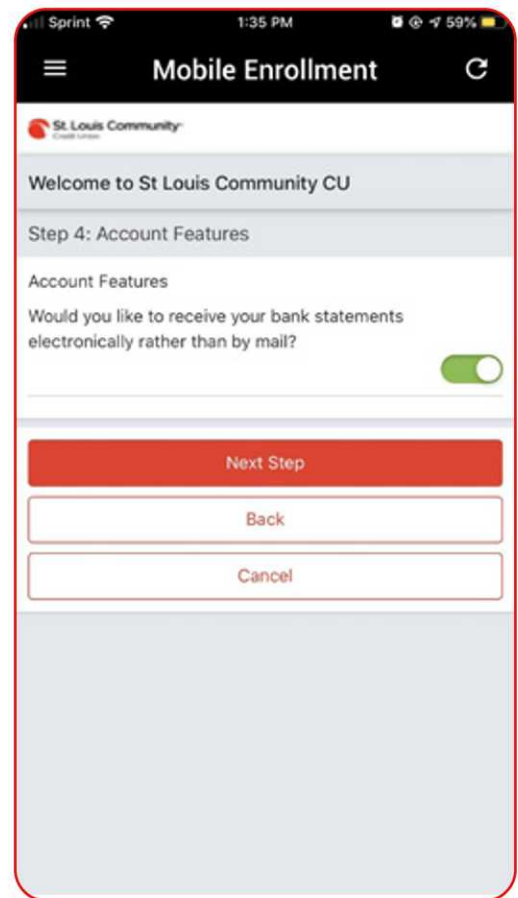 Sprint 1:35 PM 59%
Mobile Enrollment
St. Louis Community
Credit Union
Welcome to St Louis Community CU
Step 4: Account Features
Account Features
Would you like to receive your bank statements
electronically rather than by mail?
Next Step
Back
Cancel